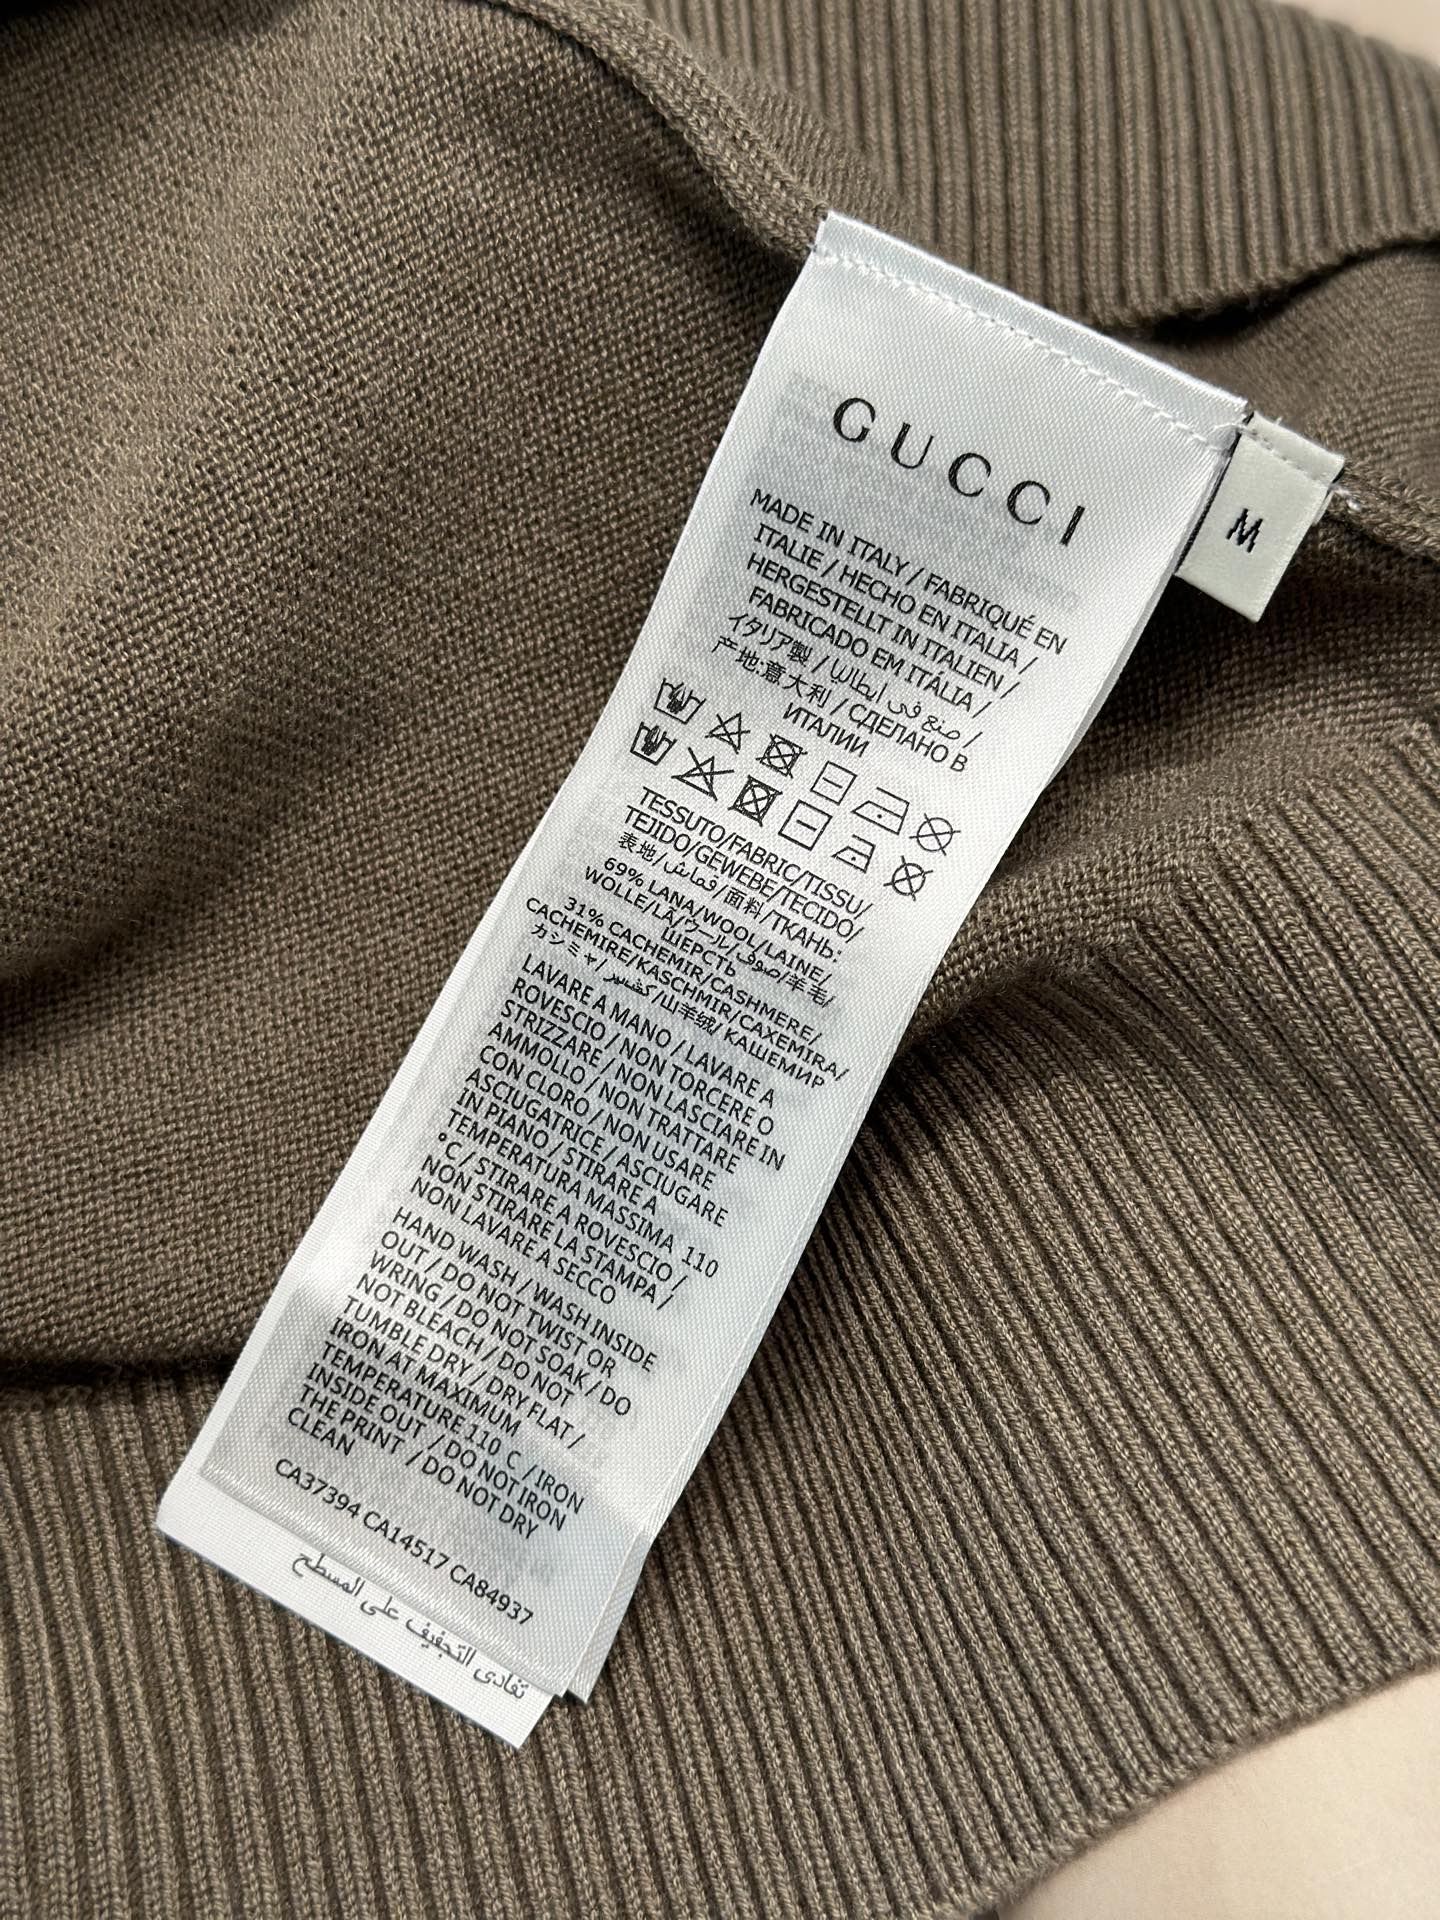 GUCCI
M
MADE IN ITALY / FABRIQUÉ EN
ITALIE / HECHO EN ITALIA /
HERGESTELLT IN ITALIEN /
FABRICADO EM ITÁLIA /
イタリア製 / صنع في ايطاليا /
产地:意大利 / СДЕЛАНО В
ИТАЛИИ
TESSUTO/FABRIC/TISSU/
TEJIDO/GEWEBE/TECIDO/
表地/قماش/面料/ТКАНЬ:
69% LANA/WOOL/LAINE/
WOLLE/LÃ/ウール/صوف/羊毛/
ШЕРСТЬ
31% CACHEMIR/CASHMERE/
CACHEMIRE/KASCHMIR/CAXEMIRA/
カシミャ/كشمير/山羊绒/КАШЕМИР
LAVARE A MANO / LAVARE A
ROVESCIO / NON TORCERE O
STRIZZARE / NON LASCIARE IN
AMMOLLO / NON TRATTARE
CON CLORO / NON USARE
ASCIUGATRICE / ASCIUGARE
IN PIANO / STIRARE A
TEMPERATURA MASSIMA 110
°C / STIRARE A ROVESCIO /
NON STIRARE LA STAMPA /
NON LAVARE A SECCO
HAND WASH / WASH INSIDE
OUT / DO NOT TWIST OR
WRING / DO NOT SOAK / DO
NOT BLEACH / DO NOT
TUMBLE DRY / DRY FLAT /
IRON AT MAXIMUM
TEMPERATURE 110 C / IRON
INSIDE OUT / DO NOT IRON
THE PRINT / DO NOT DRY
CLEAN
CA37394 CA14517 CA84937
تفادى التجفيف على المسطح